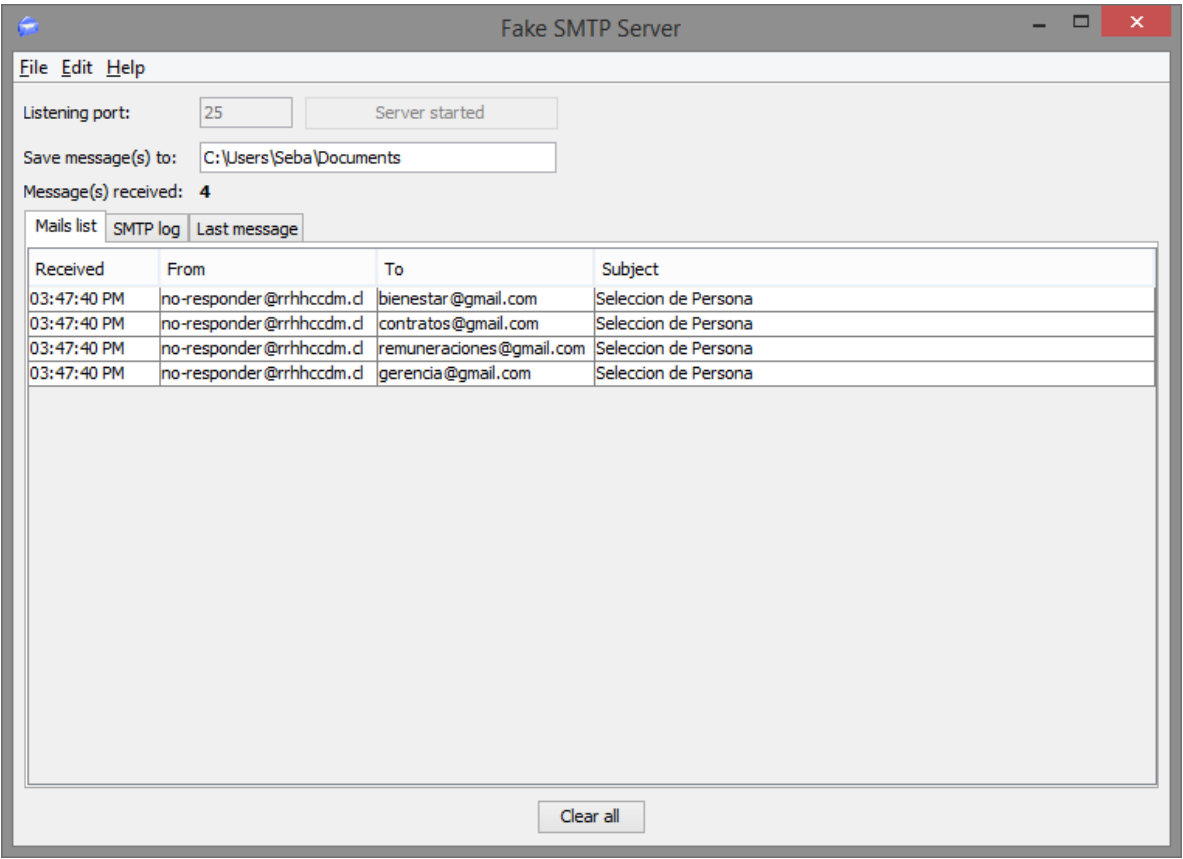 Fake SMTP Server
File Edit Help
Listening port: 25 Server started
Save message(s) to: C:\Users\Seba\Documents
Message(s) received: 4
Mails list SMTP log Last message
Received From To Subject
03:47:40 PM no-responder@rrhhccdm.cl bienestar@gmail.com Seleccion de Persona
03:47:40 PM no-responder@rrhhccdm.cl contratos@gmail.com Seleccion de Persona
03:47:40 PM no-responder@rrhhccdm.cl remuneraciones@gmail.com Seleccion de Persona
03:47:40 PM no-responder@rrhhccdm.cl gerencia@gmail.com Seleccion de Persona
Clear all